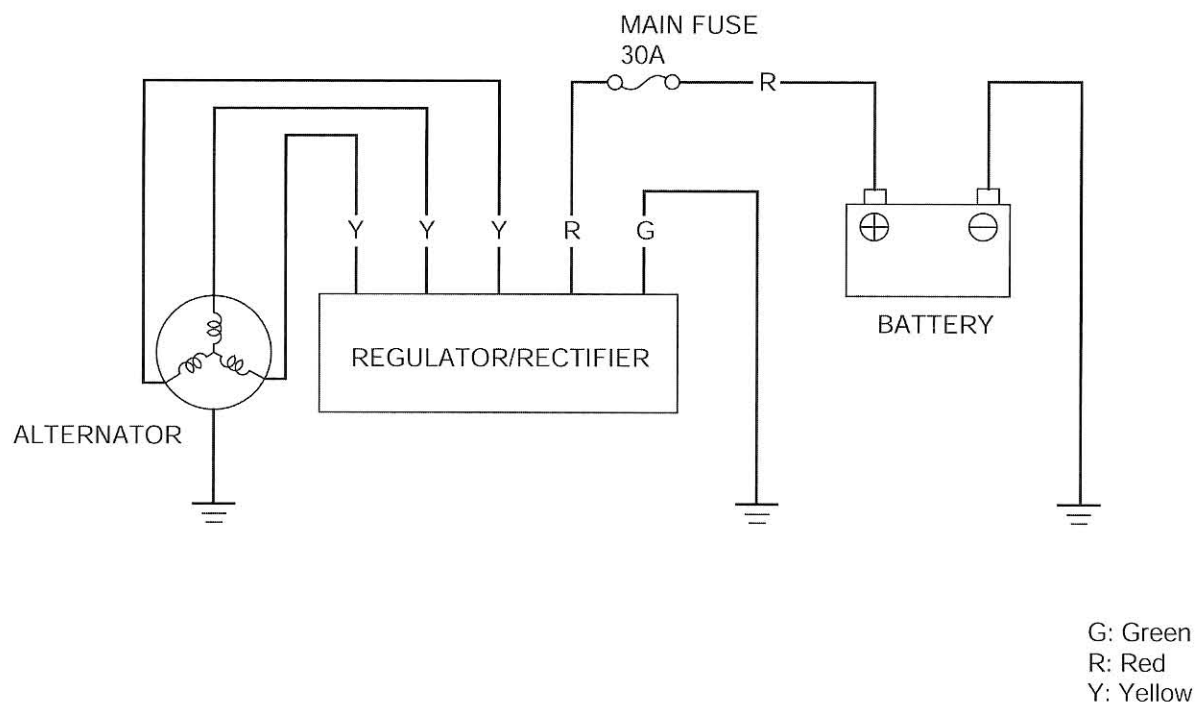 MAIN FUSE
30A
R
Y Y Y R G
REGULATOR/RECTIFIER
BATTERY
ALTERNATOR
G: Green
R: Red
Y: Yellow